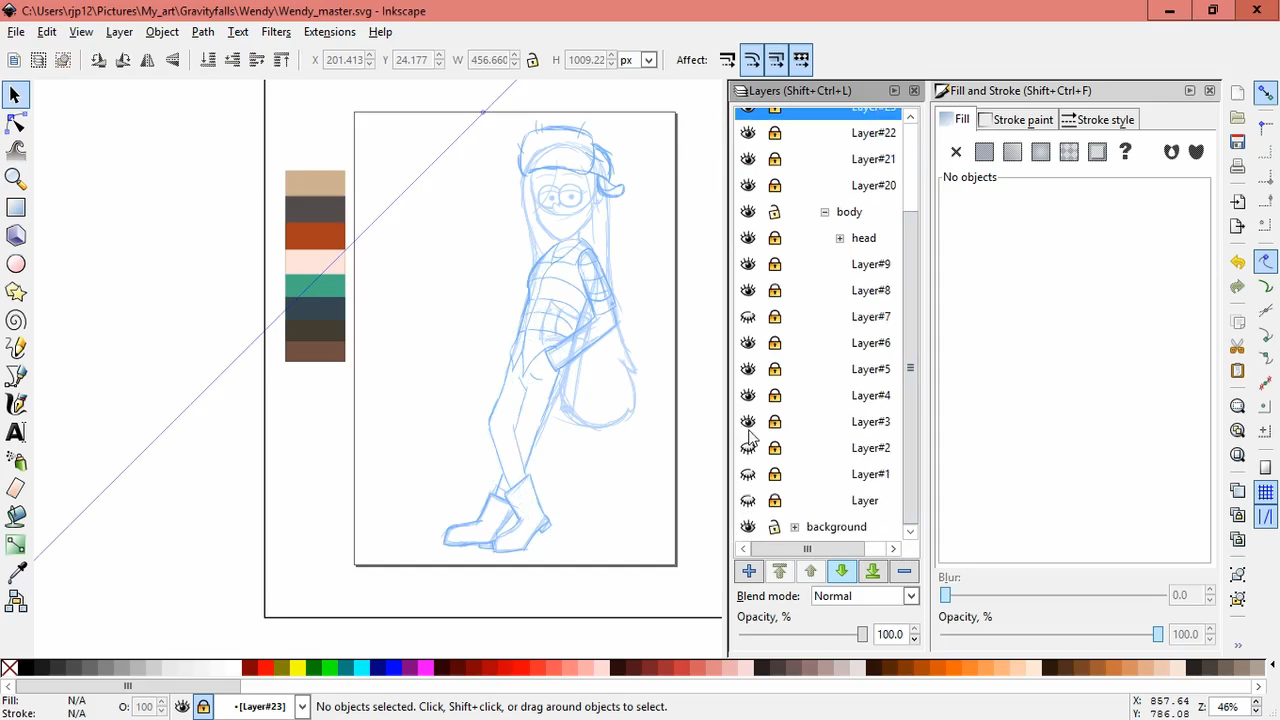 C:\Users\rjp12\Pictures\My_art\Gravityfalls\Wendy\Wendy_master.svg - Inkscape
File Edit View Layer Object Path Text Filters Extensions Help
X 201.413 Y 24.177 W 456.660 H 1009.22 px Affect:
Layers (Shift+Ctrl+L)
Layer#23
Layer#22
Layer#21
Layer#20
body
head
Layer#9
Layer#8
Layer#7
Layer#6
Layer#5
Layer#4
Layer#3
Layer#2
Layer#1
Layer
background
Blend mode: Normal
Opacity, %
100.0
Fill and Stroke (Shift+Ctrl+F)
Fill Stroke paint Stroke style
No objects
Blur:
0.0
Opacity, %
100.0
Fill: N/A
Stroke: N/A
O: 100
•[Layer#23]
No objects selected. Click, Shift+click, or drag around objects to select.
X: 857.64
Y: 786.08
Z: 46%